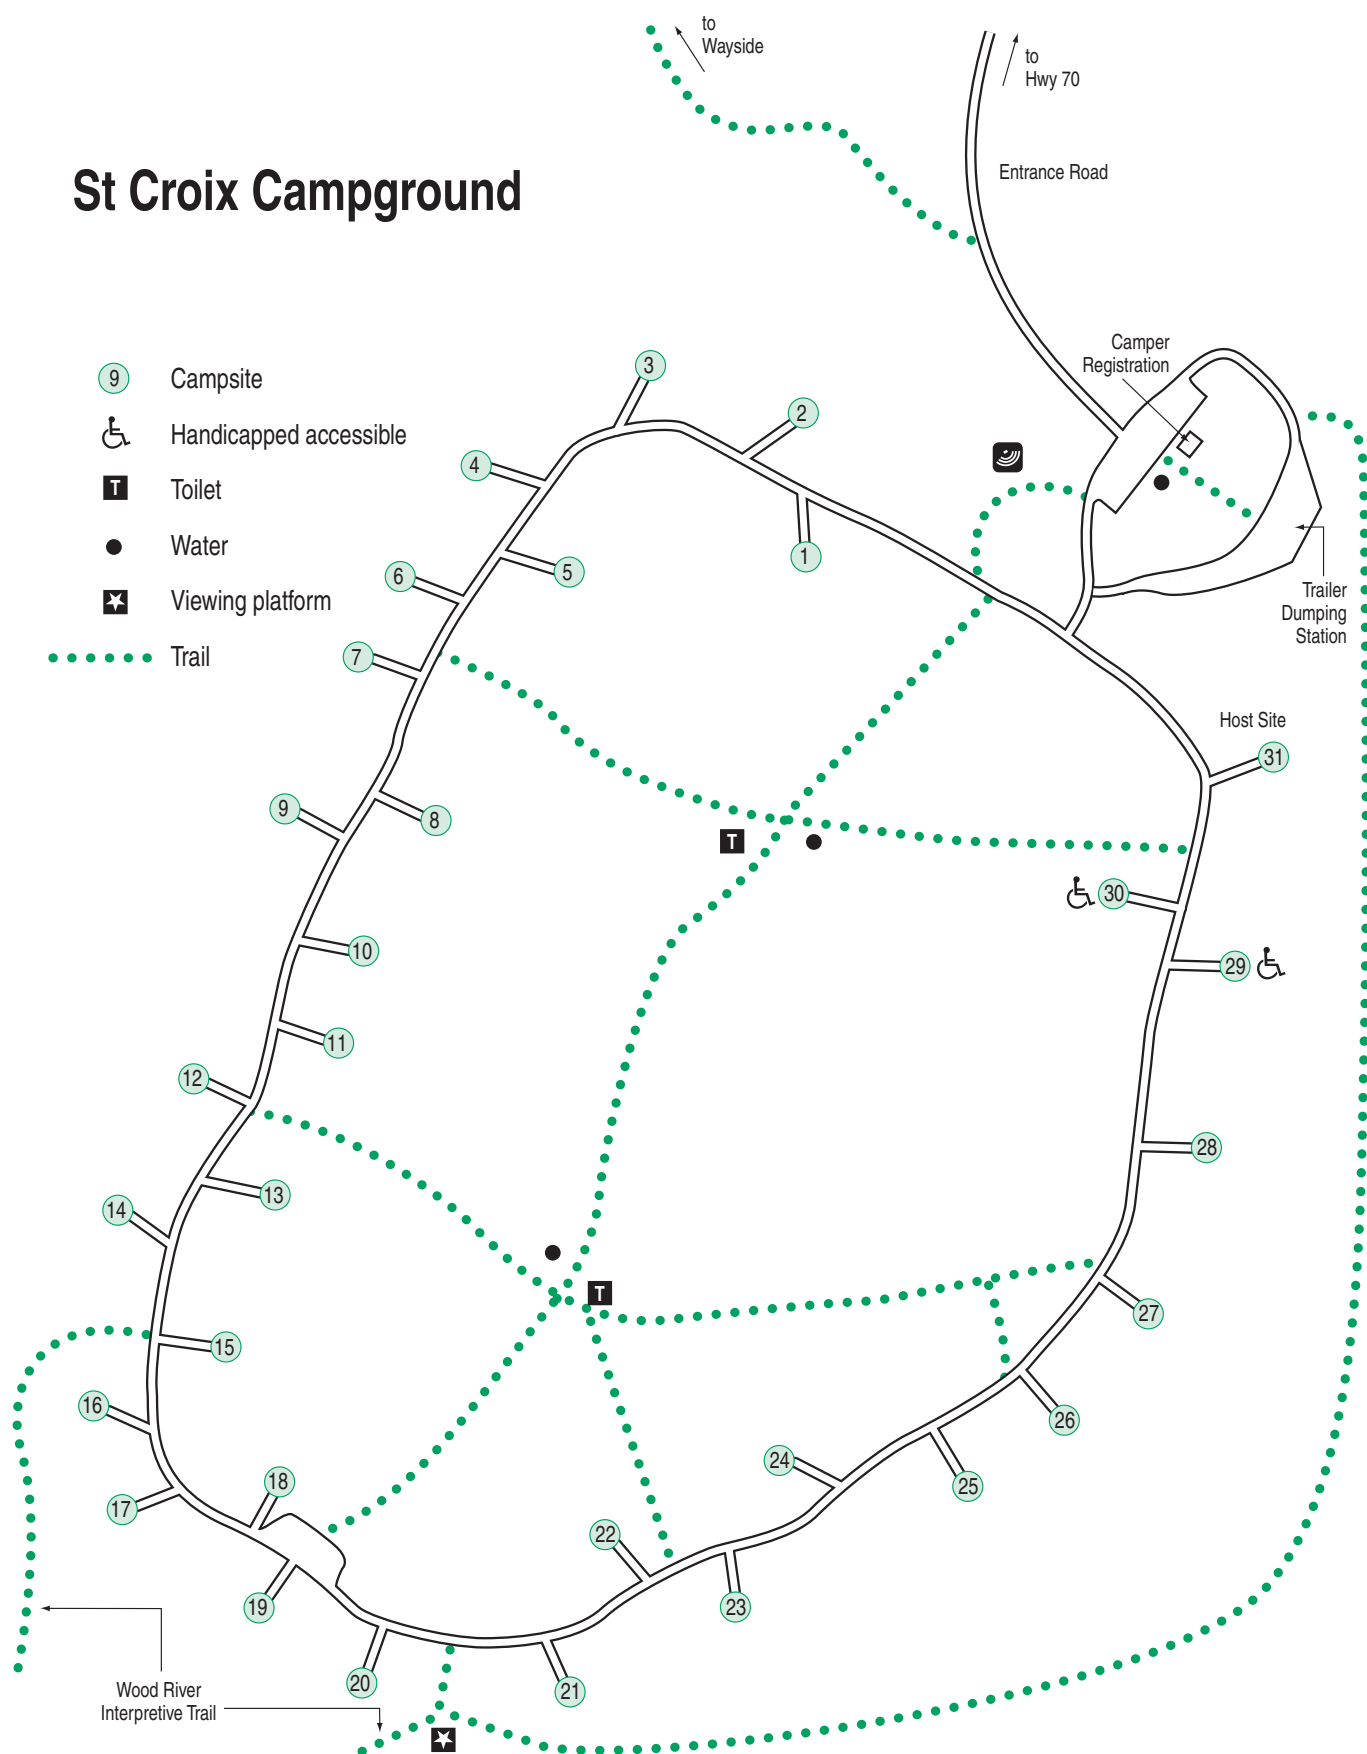 to
Wayside
to
Hwy 70
Entrance Road
St Croix Campground
Camper
Registration
9 Campsite
Handicapped accessible
T Toilet
Water
Viewing platform
Trail
3
2
4
1
5
6
7
Trailer
Dumping
Station
Host Site
31
9
8
T
30
29
10
11
12
28
13
14
T
27
15
16
26
24
25
18
17
22
23
19
20
21
Wood River
Interpretive Trail